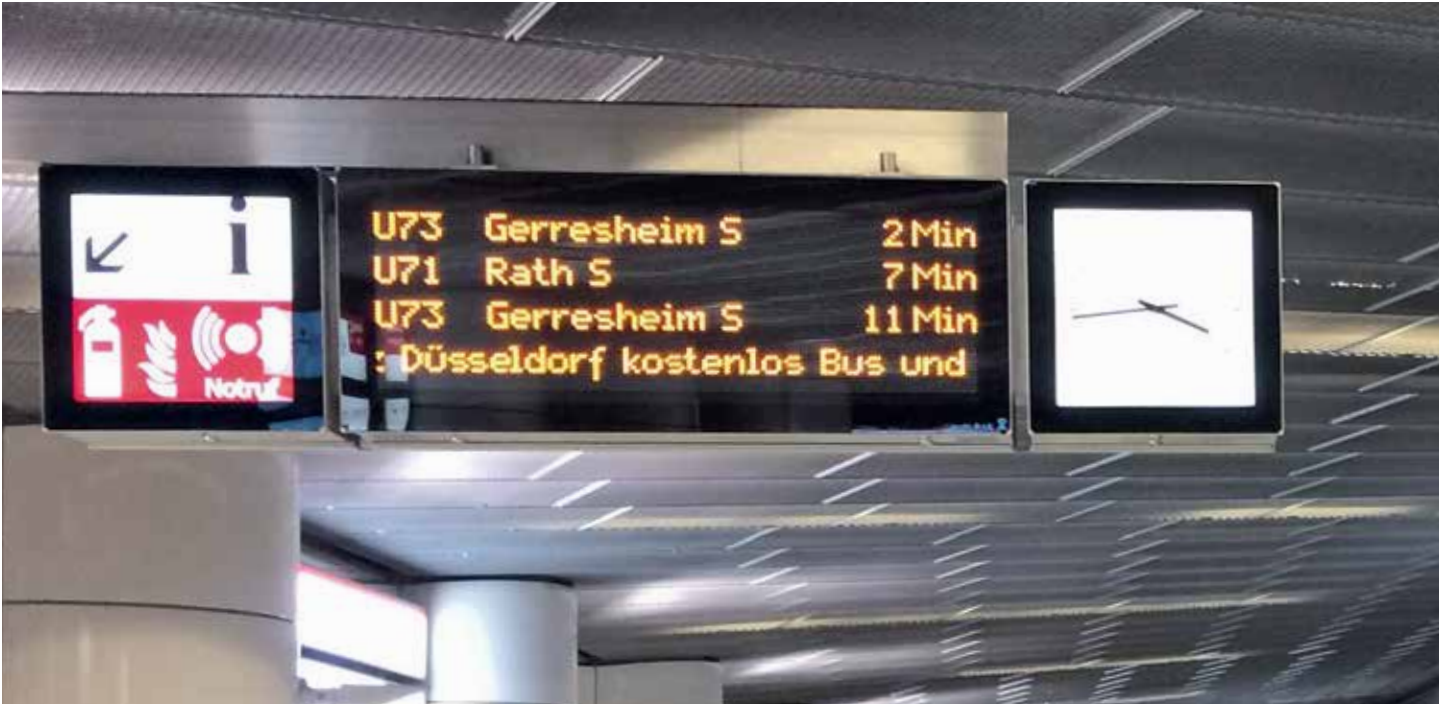 i
Notruf
U73 Gerresheim S 2 Min
U71 Rath S 7 Min
U73 Gerresheim S 11 Min
: Düsseldorf kostenlos Bus und